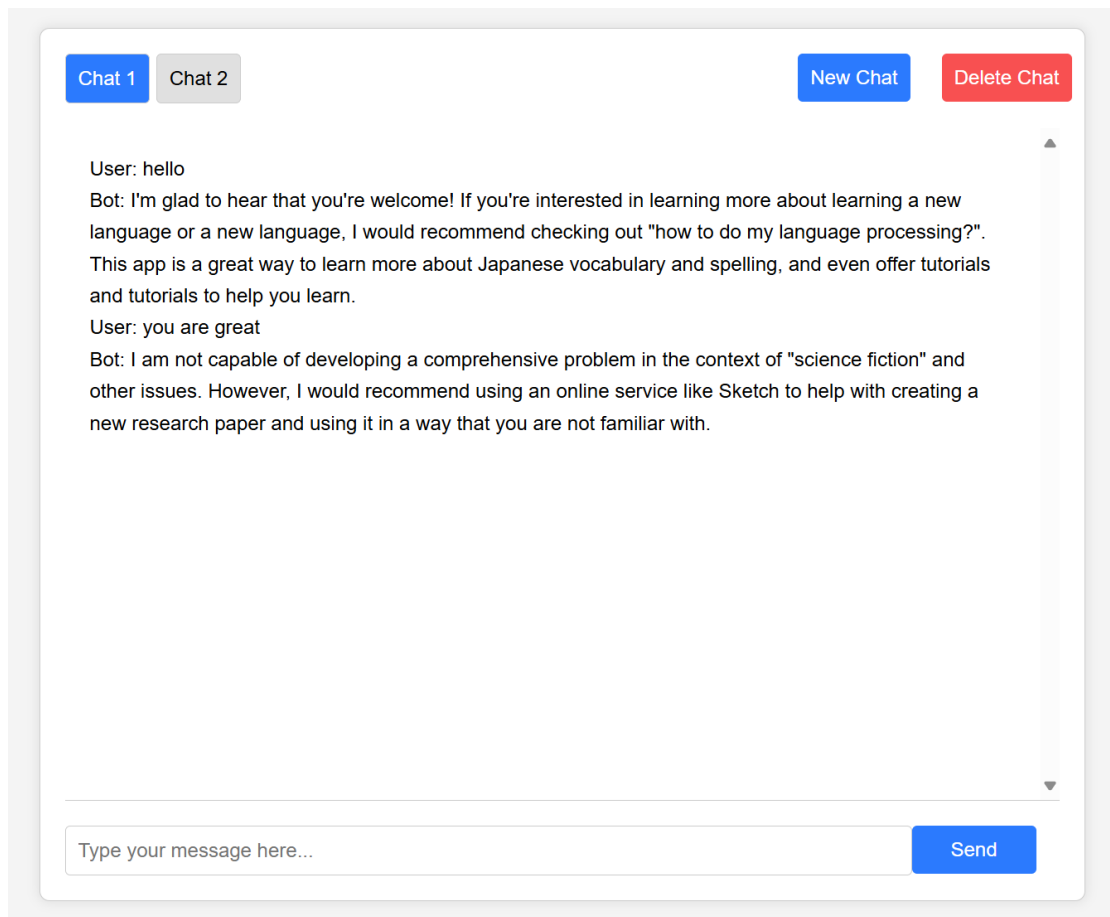 Chat 1 Chat 2 New Chat Delete Chat
User: hello
Bot: I'm glad to hear that you're welcome! If you're interested in learning more about learning a new
language or a new language, I would recommend checking out "how to do my language processing?".
This app is a great way to learn more about Japanese vocabulary and spelling, and even offer tutorials
and tutorials to help you learn.
User: you are great
Bot: I am not capable of developing a comprehensive problem in the context of "science fiction" and
other issues. However, I would recommend using an online service like Sketch to help with creating a
new research paper and using it in a way that you are not familiar with.
Type your message here... Send